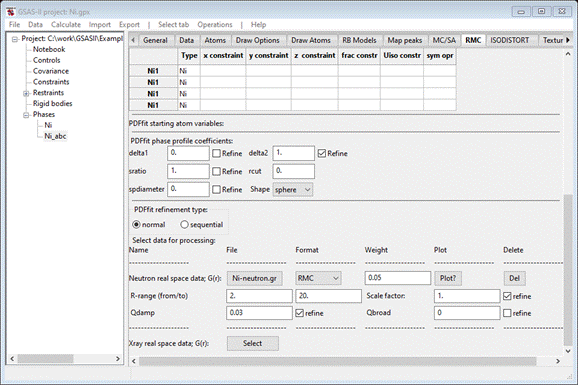 GSAS-II project: Ni.gpx
File Data Calculate Import Export | Select tab Operations | Help
Project: C:\work\GSASII\Exampl
Notebook
Controls
Covariance
Constraints
Restraints
Rigid bodies
Phases
Ni
Ni_abc
General Data Atoms Draw Options Draw Atoms RB Models Map peaks MC/SA RMC ISODISTORT Textur
Type x constraint y constraint z constraint frac constr Uiso constr sym opr
Ni1 Ni
Ni1 Ni
Ni1 Ni
Ni1 Ni
PDFfit starting atom variables:
PDFfit phase profile coefficients:
delta1 0. Refine delta2 1. Refine
sratio 1. Refine rcut 0.
spdiameter 0. Refine Shape sphere
PDFfit refinement type:
normal sequential
Select data for processing:
Name File Format Weight Plot Delete
Neutron real space data; G(r): Ni-neutron.gr RMC 0.05 Plot? Del
R-range (from/to) 2. 20. Scale factor: 1. refine
Qdamp 0.03 refine Qbroad 0 refine
Xray real space data; G(r): Select